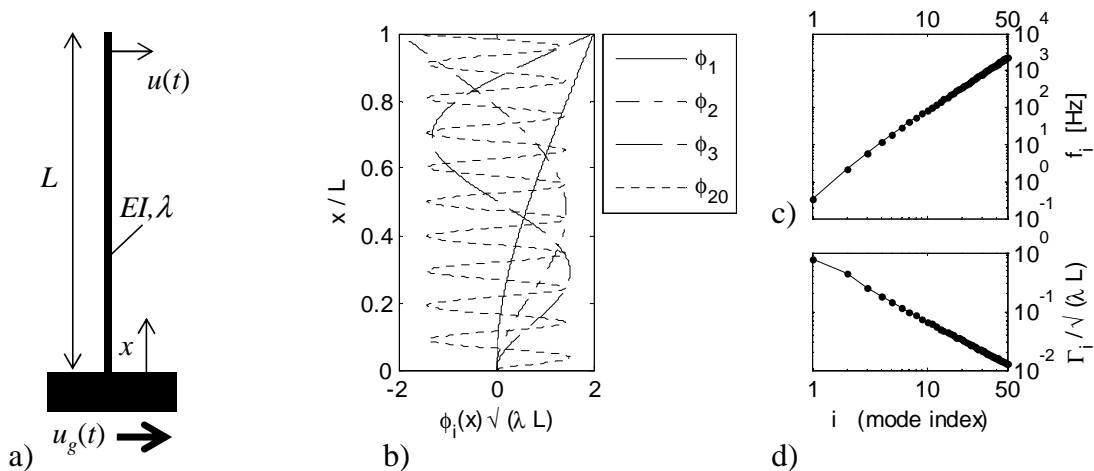 L
u(t)
EI, λ
x
u_g(t)
a)
1
0.8
0.6
0.4
0.2
0
x / L
-2
0
2
ϕ_i(x) √ (λ L)
b)
ϕ_1
ϕ_2
ϕ_3
ϕ_20
1
10
50
10^4
10^3
10^2
10^1
10^0
10^-1
f_i [Hz]
c)
10^0
10^-1
10^-2
Γ_i / √ (λ L)
1
10
50
i (mode index)
d)